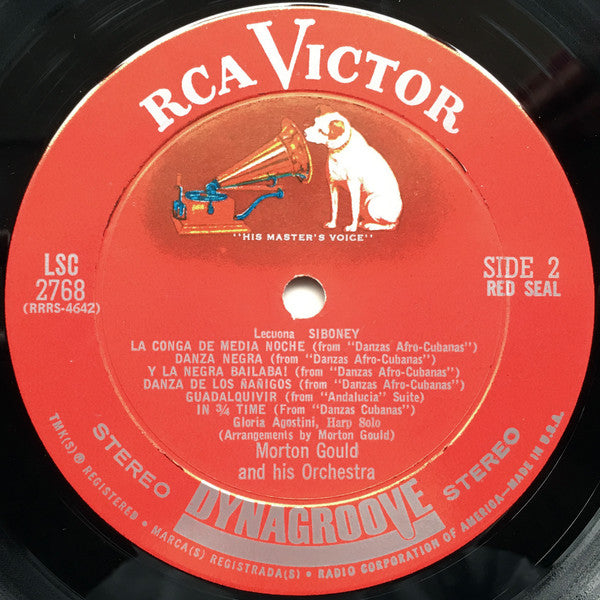 RCA VICTOR
"HIS MASTER'S VOICE"
LSC
2768
(RRRS-4642)
SIDE 2
RED SEAL
Lecuona SIBONEY
LA CONGA DE MEDIA NOCHE (from "Danzas Afro-Cubanas")
DANZA NEGRA (from "Danzas Afro-Cubanas")
Y LA NEGRA BAILABA! (from "Danzas Afro-Cubanas")
DANZA DE LOS ÑAÑIGOS (from "Danzas Afro-Cubanas")
GUADALQUIVIR (from "Andalucia" Suite)
IN ¾ TIME (From "Danzas Cubanas")
Gloria Agostini, Harp Solo
(Arrangements by Morton Gould)
Morton Gould
and his Orchestra
STEREO
DYNAGROOVE
STEREO
TMK(S) ® REGISTERED • MARCA(S) REGISTRADA(S) • RADIO CORPORATION OF AMERICA—MADE IN U.S.A.